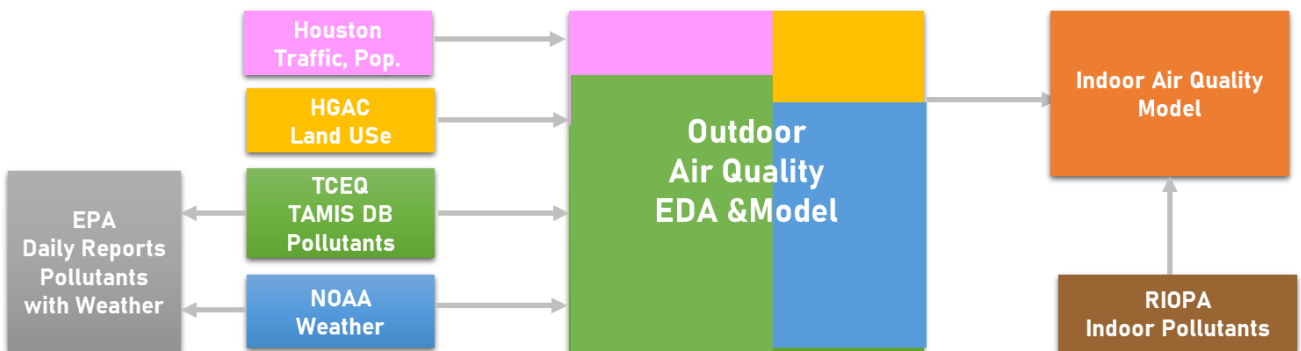 Houston
Traffic, Pop.
HGAC
Land USe
TCEQ
TAMIS DB
Pollutants
NOAA
Weather
EPA
Daily Reports
Pollutants
with Weather
Outdoor
Air Quality
EDA &Model
Indoor Air Quality
Model
RIOPA
Indoor Pollutants